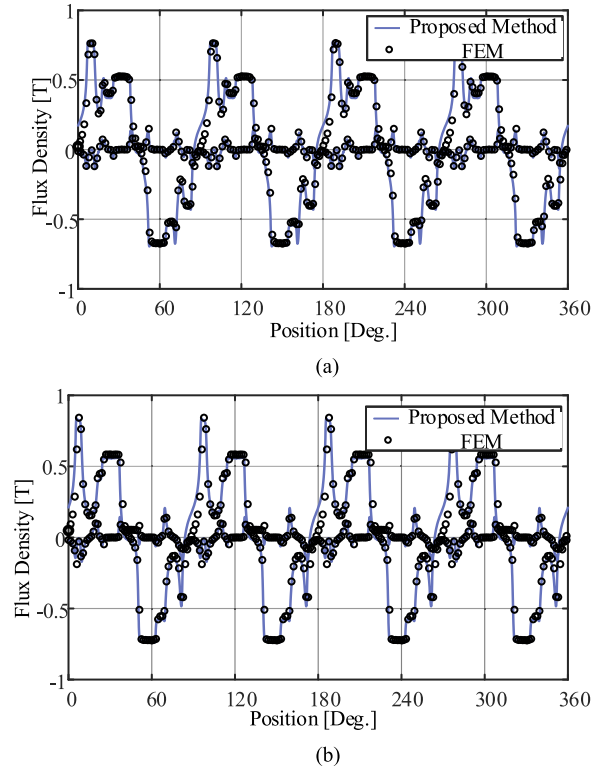 1
Proposed Method
FEM
0.5
0
-0.5
-1
Flux Density [T]
0 60 120 180 240 300 360
Position [Deg.]
(a)
1
Proposed Method
FEM
0.5
0
-0.5
-1
Flux Density [T]
0 60 120 180 240 300 360
Position [Deg.]
(b)